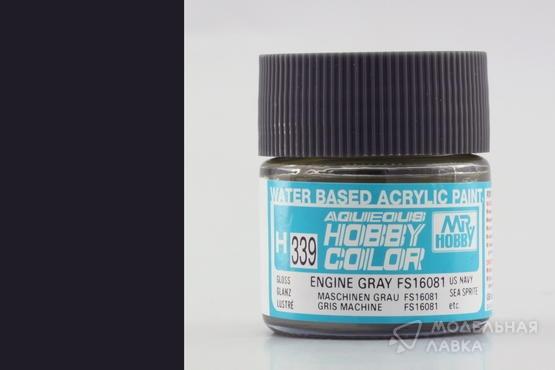 WATER BASED ACRYLIC PAINT
AQUEOUS
HOBBY
COLOR
H 339
MR HOBBY
GLOSS
GLANZ
LUSTRÉ
ENGINE GRAY FS16081
MASCHINEN GRAU FS16081
GRIS MACHINE FS16081
US NAVY
SEA SPRITE
etc.
МОДЕЛЬНАЯ
ЛАВКА